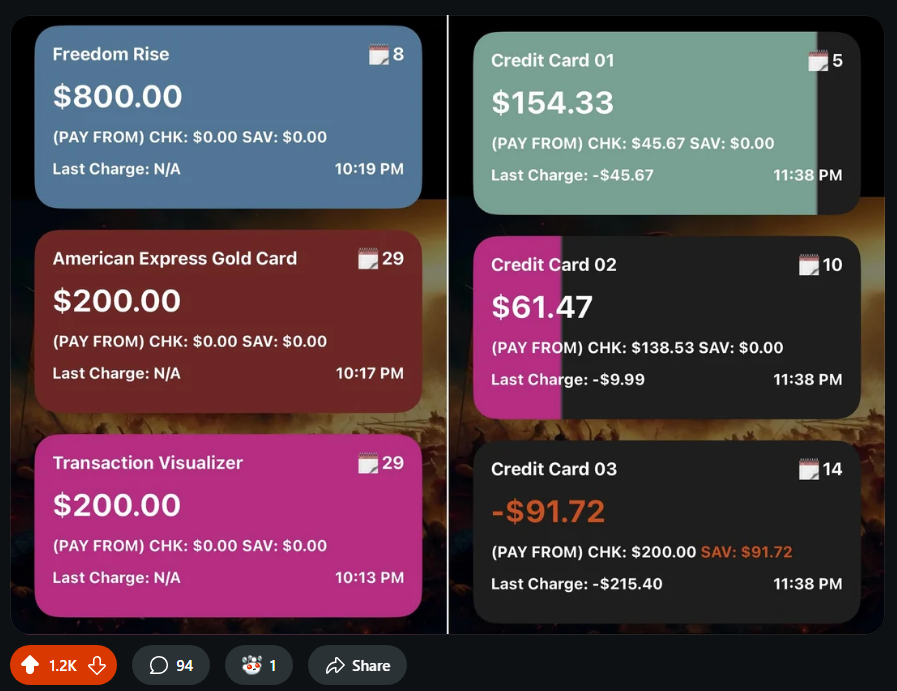 Freedom Rise 8
$800.00
(PAY FROM) CHK: $0.00 SAV: $0.00
Last Charge: N/A 10:19 PM
American Express Gold Card 29
$200.00
(PAY FROM) CHK: $0.00 SAV: $0.00
Last Charge: N/A 10:17 PM
Transaction Visualizer 29
$200.00
(PAY FROM) CHK: $0.00 SAV: $0.00
Last Charge: N/A 10:13 PM
Credit Card 01 5
$154.33
(PAY FROM) CHK: $45.67 SAV: $0.00
Last Charge: -$45.67 11:38 PM
Credit Card 02 10
$61.47
(PAY FROM) CHK: $138.53 SAV: $0.00
Last Charge: -$9.99 11:38 PM
Credit Card 03 14
-$91.72
(PAY FROM) CHK: $200.00 SAV: $91.72
Last Charge: -$215.40 11:38 PM
1.2K 94 1 Share